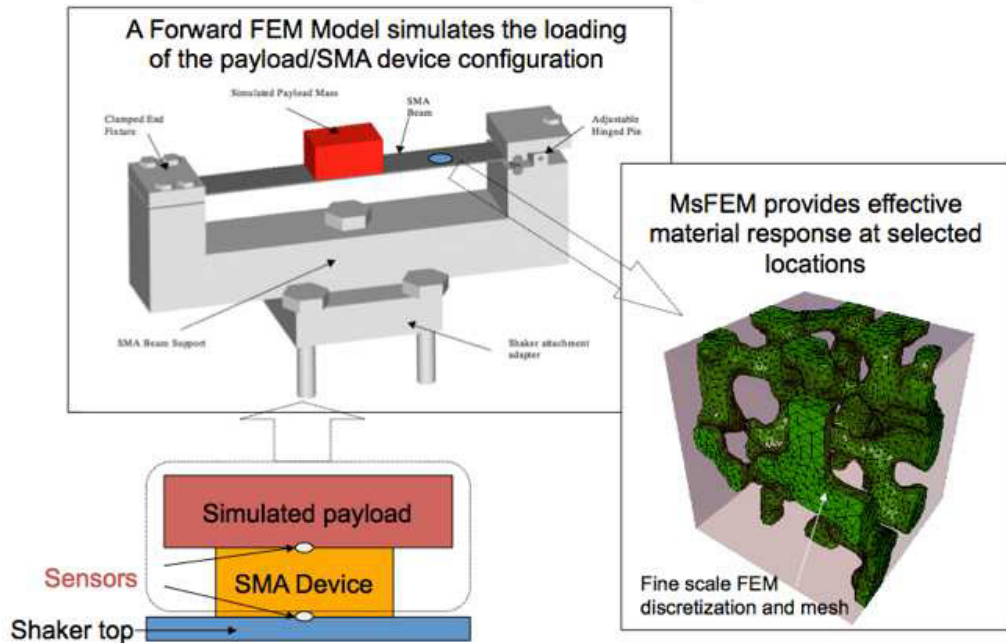 A Forward FEM Model simulates the loading
of the payload/SMA device configuration
Simulated Payload Mass
SMA
Beam
Clamped End
Fixture
Adjustable
Hinged Pin
SMA Beam Support
Shaker attachment
adapter
MsFEM provides effective
material response at selected
locations
Fine scale FEM
discretization and mesh
Simulated payload
Sensors
SMA Device
Shaker top